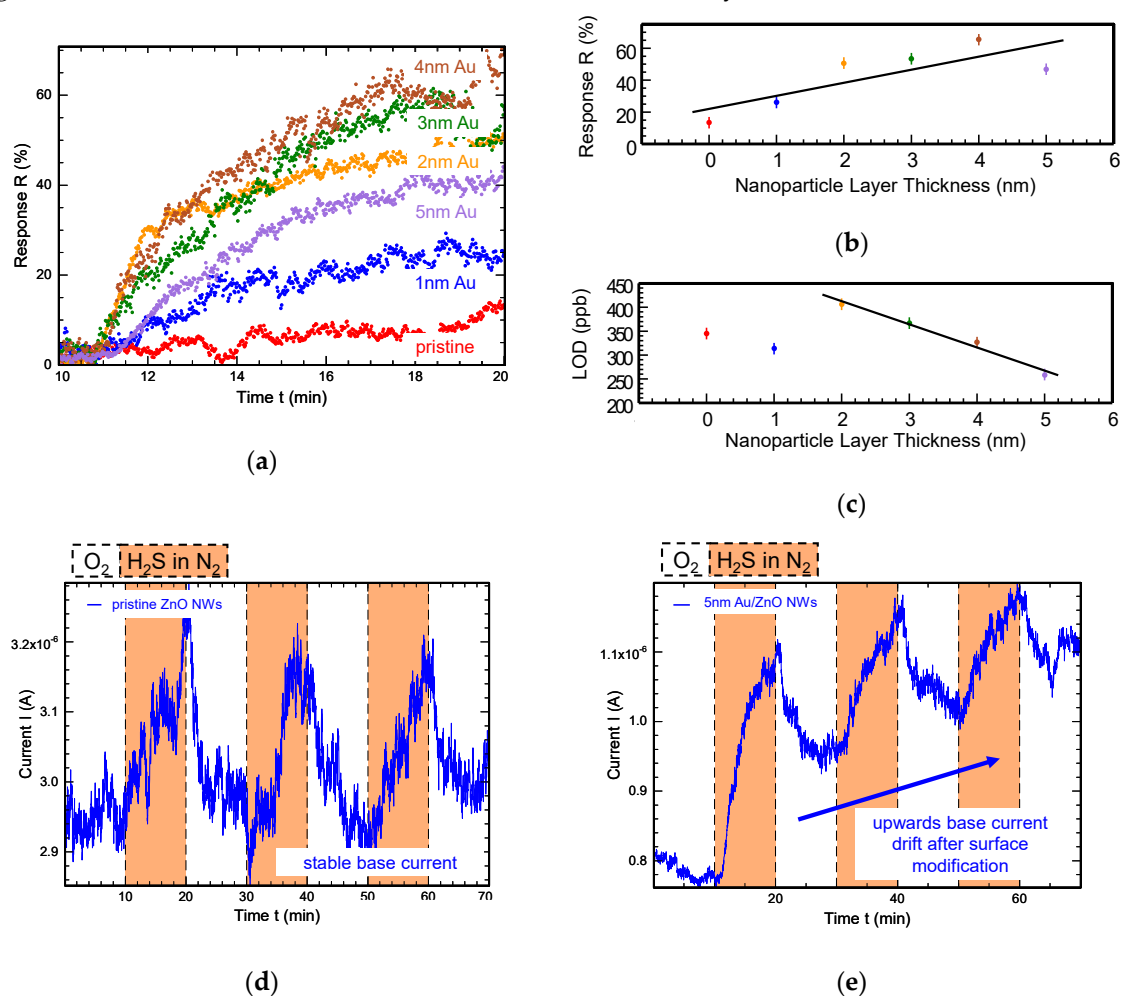 4nm Au
3nm Au
2nm Au
5nm Au
1nm Au
pristine
Response R (%)
60
40
20
0
10
12
14
16
18
20
Time t (min)
(a)
Response R (%)
60
40
20
0
0
1
2
3
4
5
6
Nanoparticle Layer Thickness (nm)
(b)
LOD (ppb)
450
400
350
300
250
200
0
1
2
3
4
5
6
Nanoparticle Layer Thickness (nm)
(c)
O₂ H₂S in N₂
pristine ZnO NWs
Current I (A)
3.2x10⁻⁶
3.1
3.0
2.9
stable base current
10
20
30
40
50
60
70
Time t (min)
(d)
O₂ H₂S in N₂
5nm Au/ZnO NWs
Current I (A)
1.1x10⁻⁶
1.0
0.9
0.8
upwards base current
drift after surface
modification
20
40
60
Time t (min)
(e)